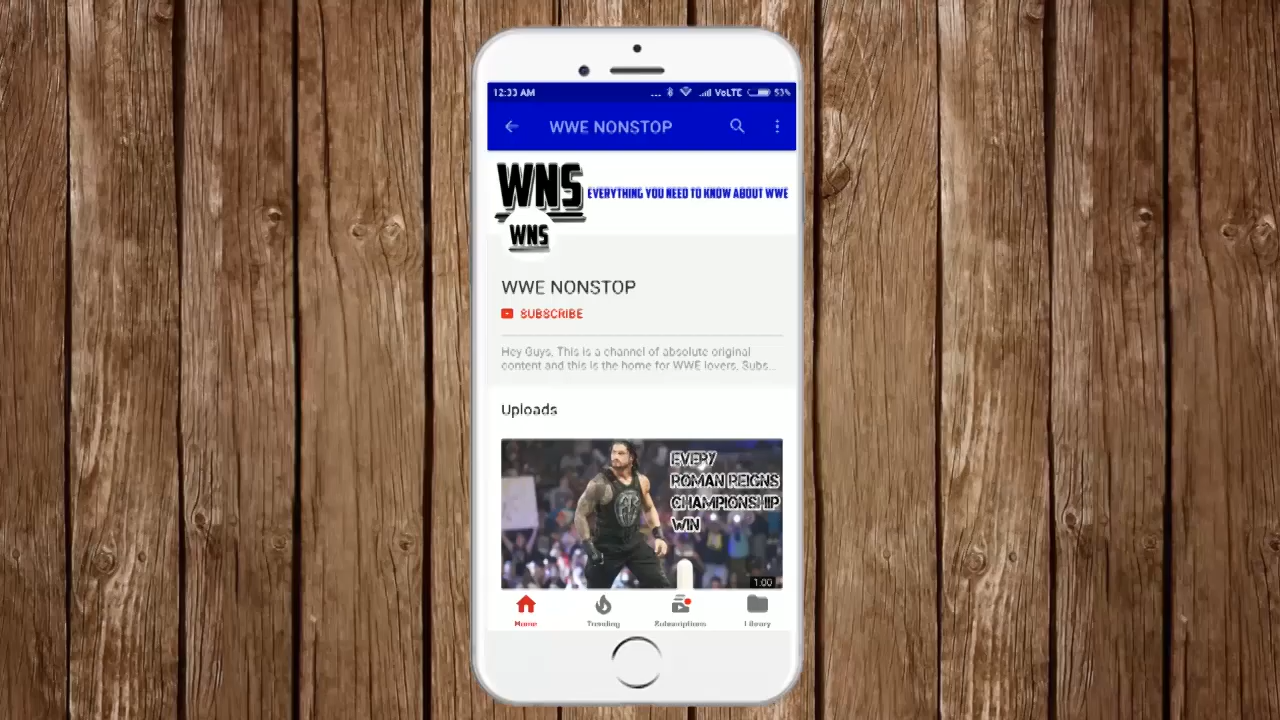 12:33 AM ... VoLTE 53%
WWE NONSTOP
WNS
EVERYTHING YOU NEED TO KNOW ABOUT WWE
WNS
WWE NONSTOP
SUBSCRIBE
Hey Guys, This is a channel of absolute original
content and this is the home for WWE lovers, Subs...
Uploads
EVERY
ROMAN REIGNS
CHAMPIONSHIP
WIN
1:00
Home Trending Subscriptions Library